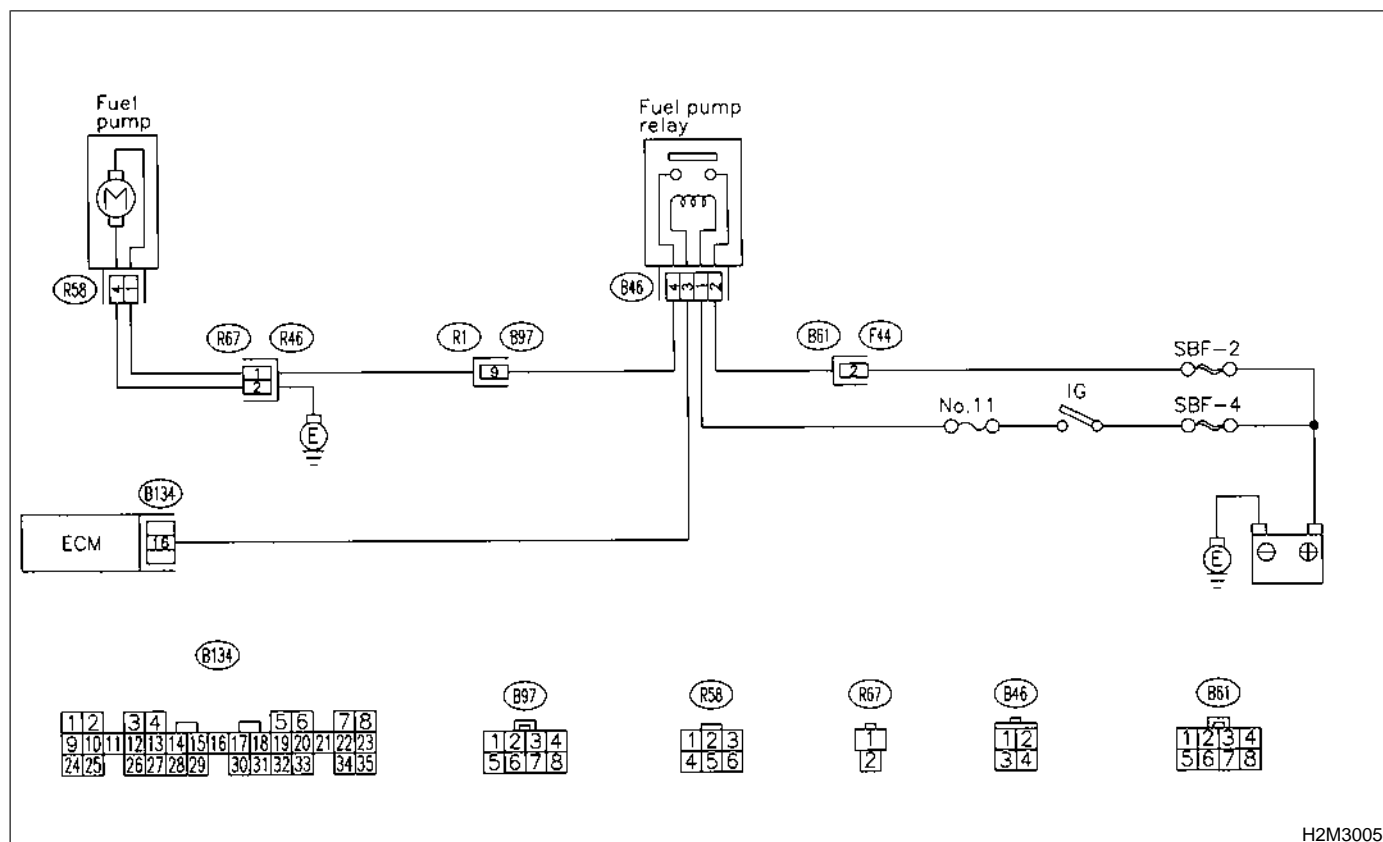 Fuel
pump
Fuel pump
relay
M
R58
4 1
B46
4 3 1 2
R67 R46
R1 B97
B61 F44
SBF-2
1
2
9
2
IG
No.11
SBF-4
E
B134
ECM
16
E
⊖ ⊕
B134
B97
R58
R67
B46
B61
1 2 3 4 5 6 7 8
9 10 11 12 13 14 15 16 17 18 19 20 21 22 23
24 25 26 27 28 29 30 31 32 33 34 35
1 2 3 4
5 6 7 8
1 2 3
4 5 6
1
2
1 2
3 4
1 2 3 4
5 6 7 8
H2M3005